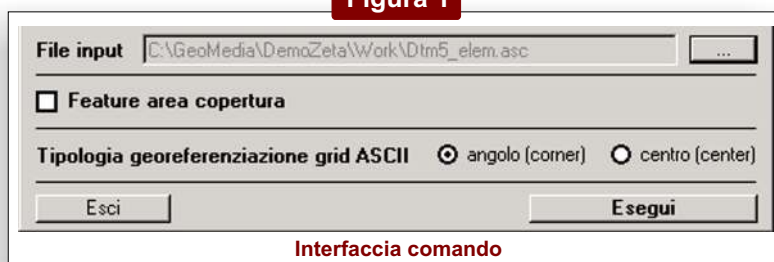 Figura 1
File input C:\GeoMedia\DemoZeta\Work\Dtm5_elem.asc ...
Feature area copertura
Tipologia georeferenziazione grid ASCII angolo (corner) centro (center)
Esci Esegui
Interfaccia comando